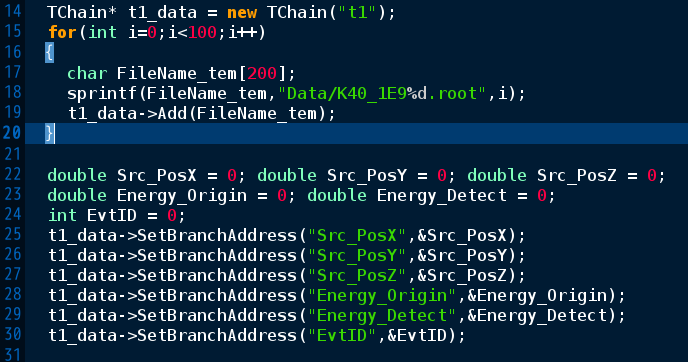 14 TChain* t1_data = new TChain("t1");
15 for(int i=0;i<100;i++)
16 {
17 char FileName_tem[200];
18 sprintf(FileName_tem,"Data/K40_1E9%d.root",i);
19 t1_data->Add(FileName_tem);
20 }
21
22 double Src_PosX = 0; double Src_PosY = 0; double Src_PosZ = 0;
23 double Energy_Origin = 0; double Energy_Detect = 0;
24 int EvtID = 0;
25 t1_data->SetBranchAddress("Src_PosX",&Src_PosX);
26 t1_data->SetBranchAddress("Src_PosY",&Src_PosY);
27 t1_data->SetBranchAddress("Src_PosZ",&Src_PosZ);
28 t1_data->SetBranchAddress("Energy_Origin",&Energy_Origin);
29 t1_data->SetBranchAddress("Energy_Detect",&Energy_Detect);
30 t1_data->SetBranchAddress("EvtID",&EvtID);
31